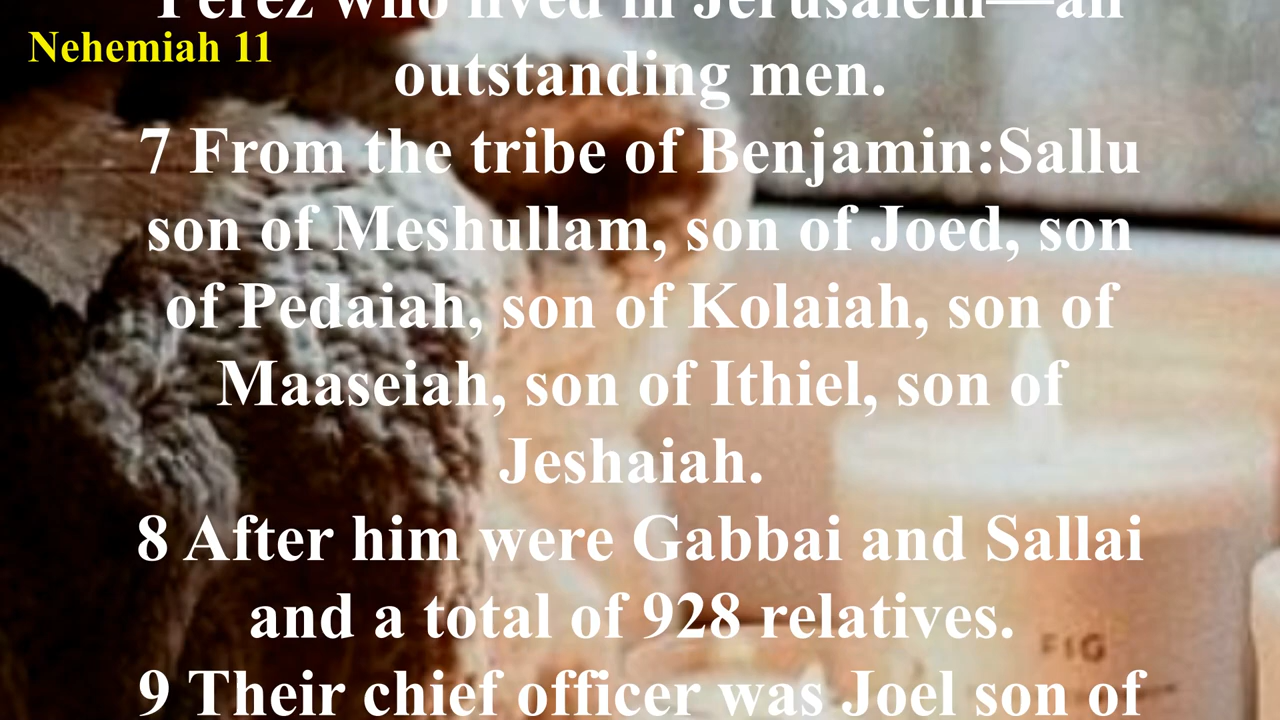 Perez who lived in Jerusalem—all
Nehemiah 11
outstanding men.
7 From the tribe of Benjamin:Sallu
son of Meshullam, son of Joed, son
of Pedaiah, son of Kolaiah, son of
Maaseiah, son of Ithiel, son of
Jeshaiah.
8 After him were Gabbai and Sallai
and a total of 928 relatives.
FIG
9 Their chief officer was Joel son of